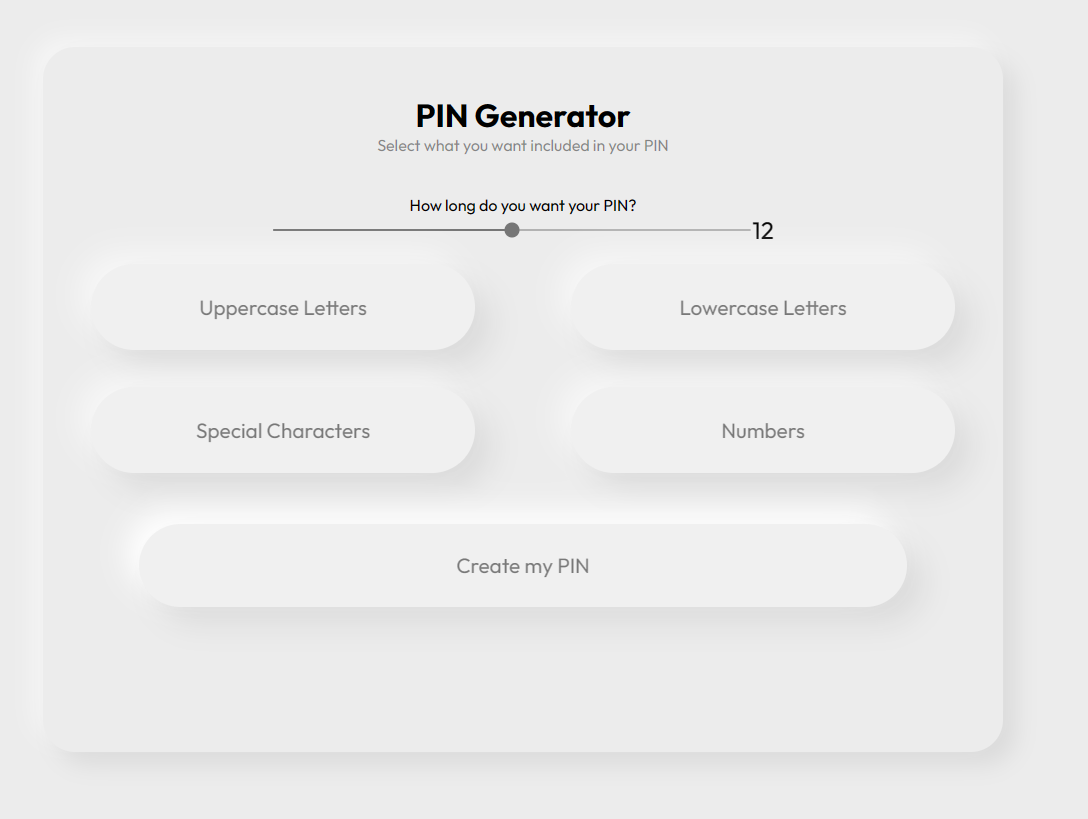 PIN Generator
Select what you want included in your PIN
How long do you want your PIN?
12
Uppercase Letters
Lowercase Letters
Special Characters
Numbers
Create my PIN